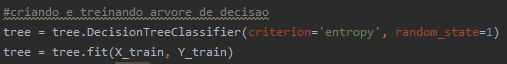 #criando e treinando arvore de decisao
tree = tree.DecisionTreeClassifier(criterion='entropy', random_state=1)
tree = tree.fit(X_train, Y_train)